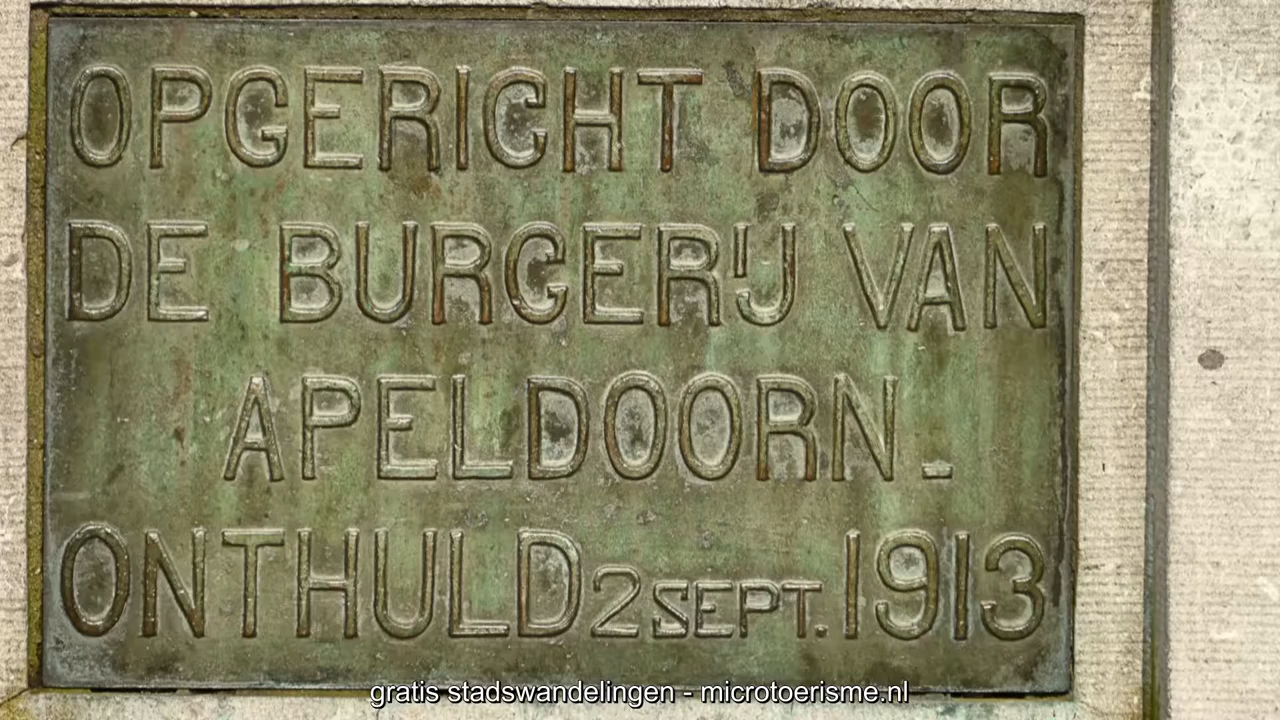 OPGERICHT DOOR
DE BURGERIJ VAN
APELDOORN-
ONTHULD 2 SEPT. 1913
gratis stadswandelingen - microtoerisme.nl